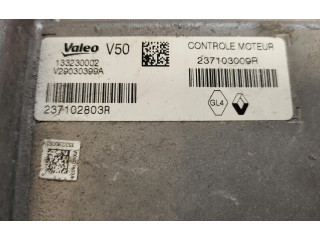 Valeo V50
133230002
V29030399A
237102803R
CONTROLE MOTEUR
237103009R
GL4